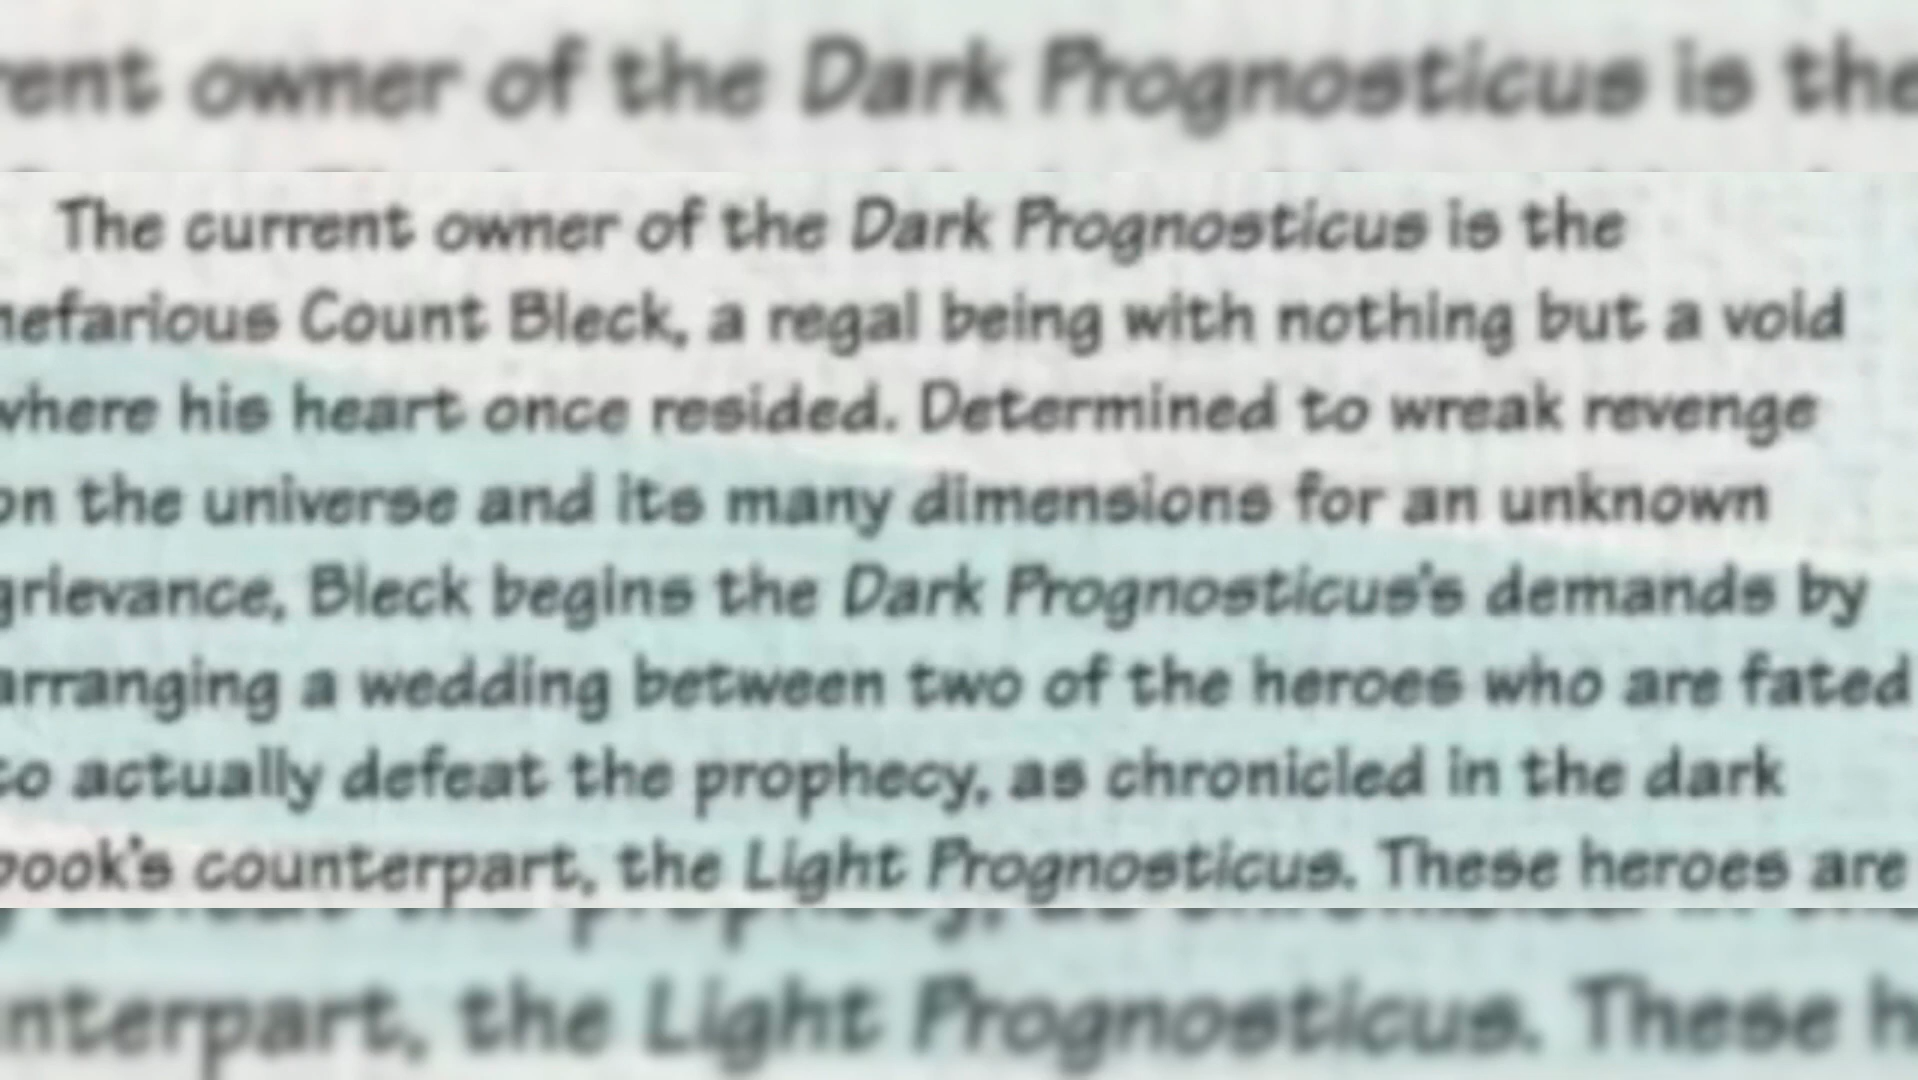 rent owner of the Dark Prognosticus is the
The current owner of the Dark Prognosticus is the
nefarious Count Bleck, a regal being with nothing but a void
where his heart once resided. Determined to wreak revenge
on the universe and its many dimensions for an unknown
grievance, Bleck begins the Dark Prognosticus's demands by
arranging a wedding between two of the heroes who are fated
to actually defeat the prophecy, as chronicled in the dark
book's counterpart, the Light Prognosticus. These heroes are
nterpart, the Light Prognosticus. These h